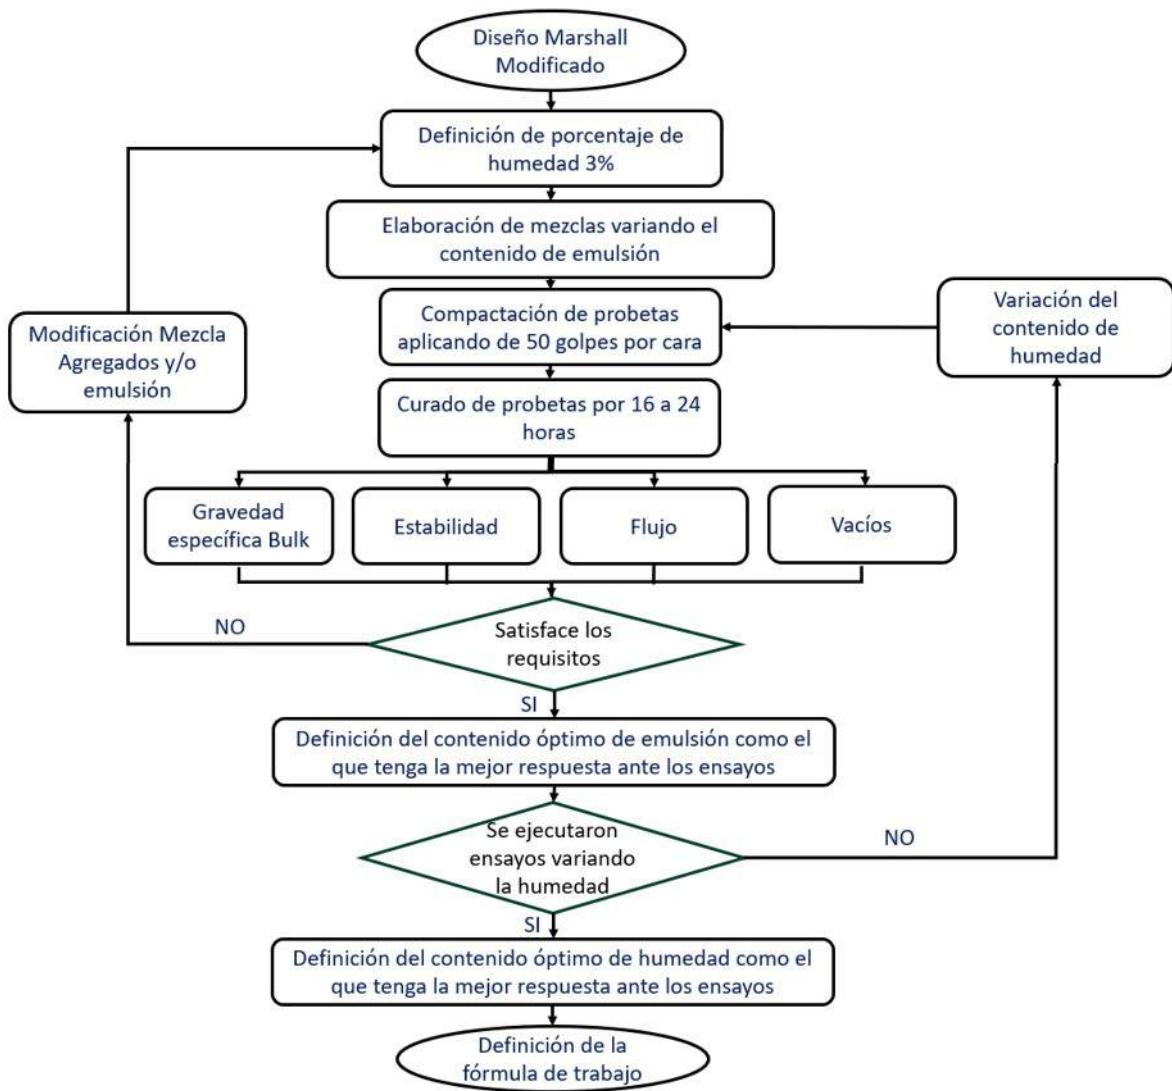 Diseño Marshall
Modificado
Definición de porcentaje de
humedad 3%
Elaboración de mezclas variando el
contenido de emulsión
Compactación de probetas
aplicando de 50 golpes por cara
Variación del
contenido de
humedad
Modificación Mezcla
Agregados y/o
emulsión
Curado de probetas por 16 a 24
horas
Gravedad
específica Bulk
Estabilidad
Flujo
Vacíos
NO
Satisface los
requisitos
SI
Definición del contenido óptimo de emulsión como el
que tenga la mejor respuesta ante los ensayos
Se ejecutaron
ensayos variando
la humedad
NO
SI
Definición del contenido óptimo de humedad como el
que tenga la mejor respuesta ante los ensayos
Definición de la
fórmula de trabajo